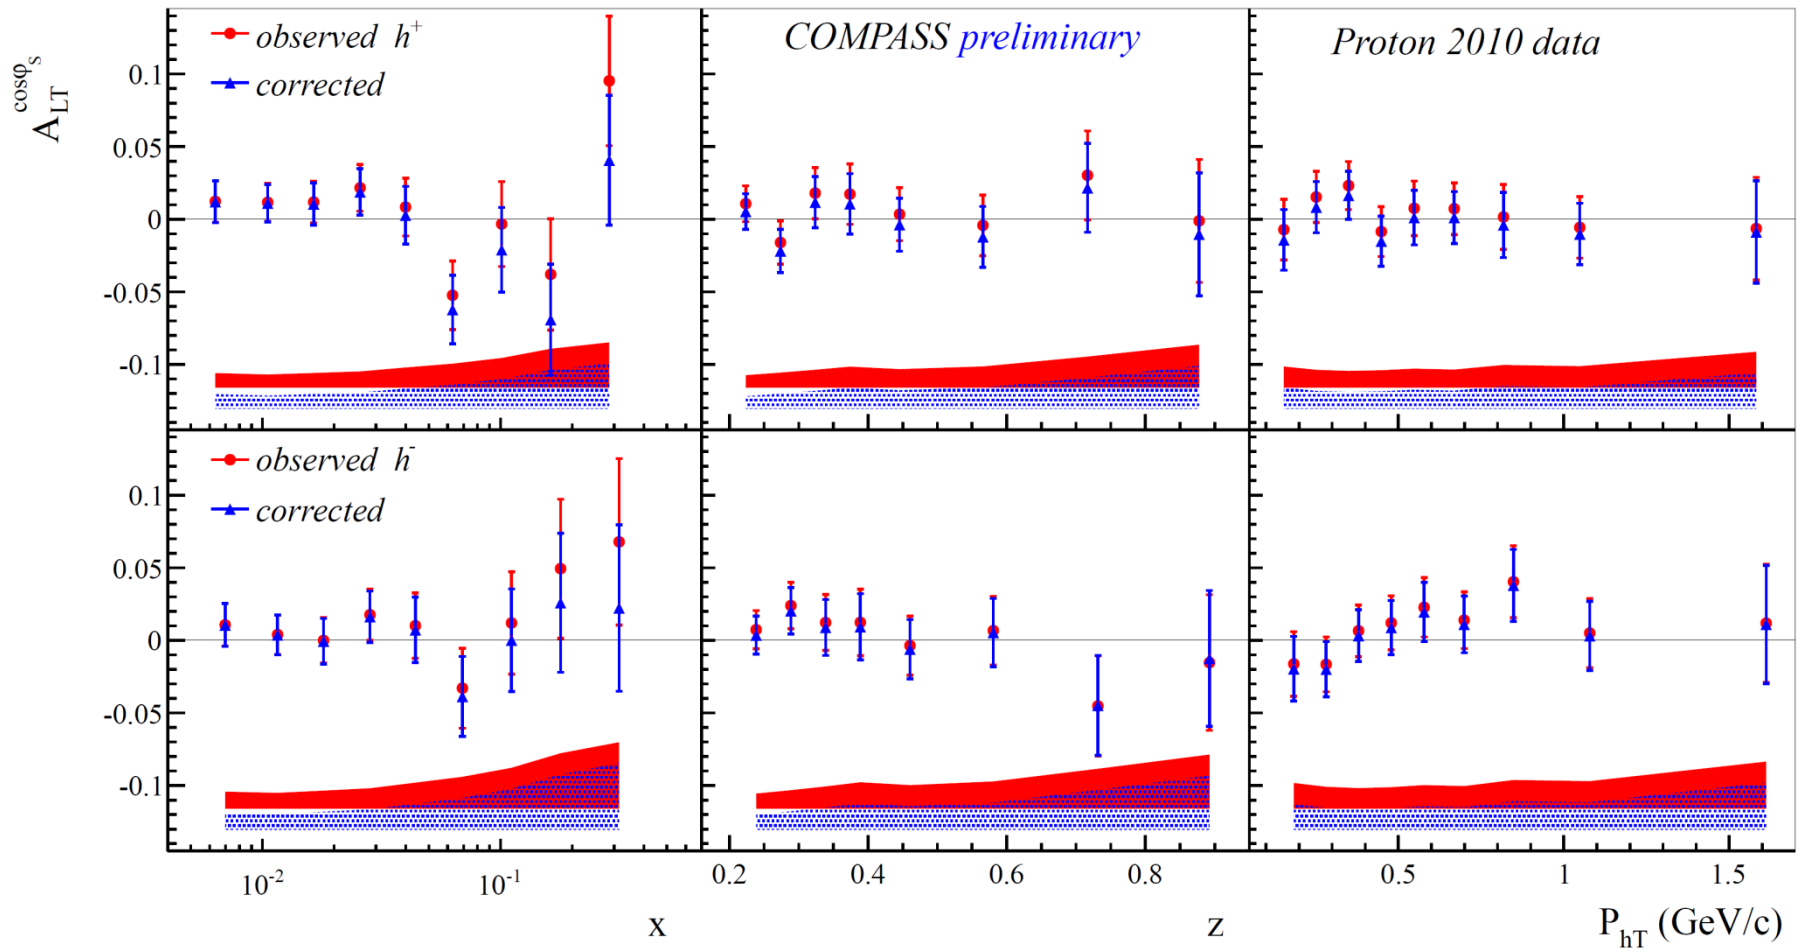 observed h⁺
corrected
COMPASS preliminary
Proton 2010 data
A_LT^cosφ_S
0.1
0.05
0
-0.05
-0.1
observed h⁻
corrected
0.1
0.05
0
-0.05
-0.1
10⁻² 10⁻¹ 0.2 0.4 0.6 0.8 0.5 1 1.5
x z P_hT (GeV/c)